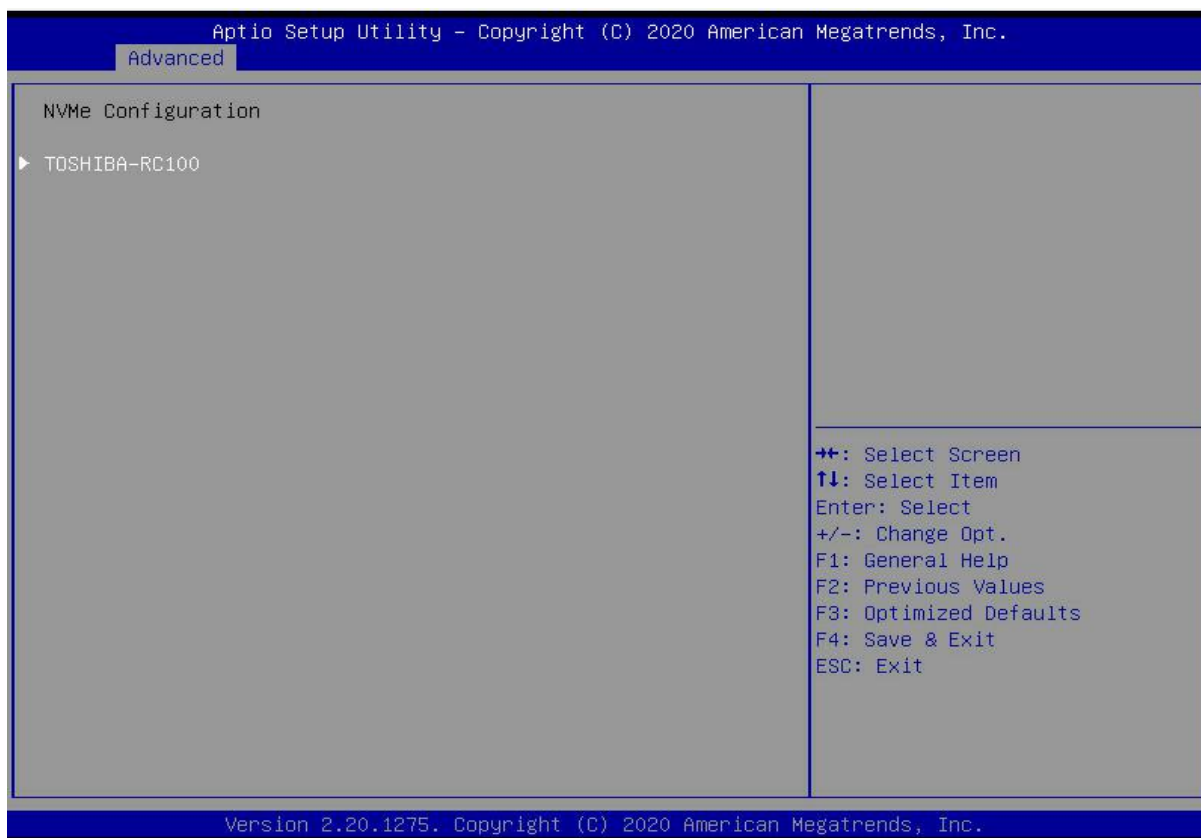 Aptio Setup Utility – Copyright (C) 2020 American Megatrends, Inc.
Advanced
NVMe Configuration
▶ TOSHIBA-RC100
→←: Select Screen
↑↓: Select Item
Enter: Select
+/-: Change Opt.
F1: General Help
F2: Previous Values
F3: Optimized Defaults
F4: Save & Exit
ESC: Exit
Version 2.20.1275. Copyright (C) 2020 American Megatrends, Inc.